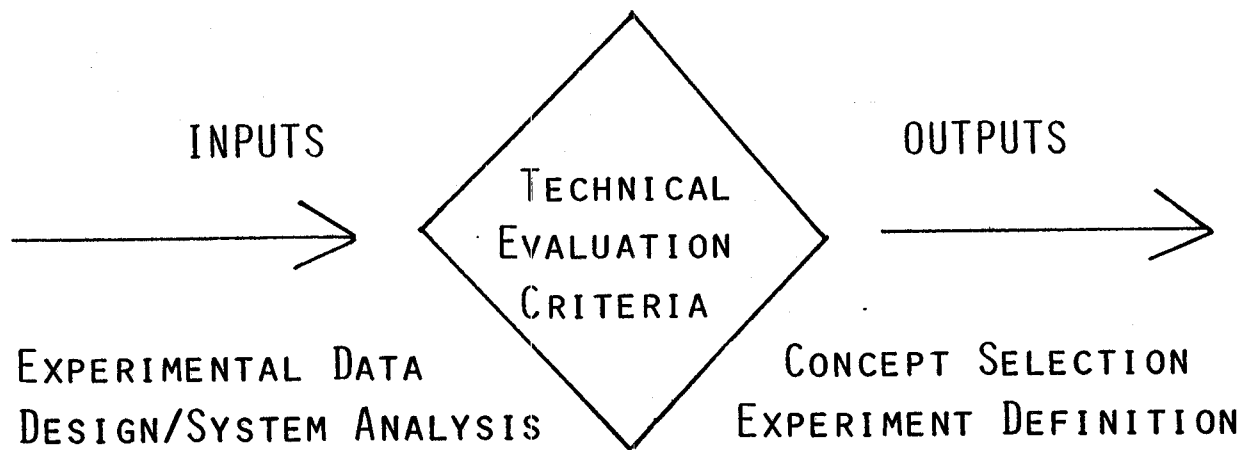 INPUTS
EXPERIMENTAL DATA
DESIGN/SYSTEM ANALYSIS
TECHNICAL
EVALUATION
CRITERIA
OUTPUTS
CONCEPT SELECTION
EXPERIMENT DEFINITION